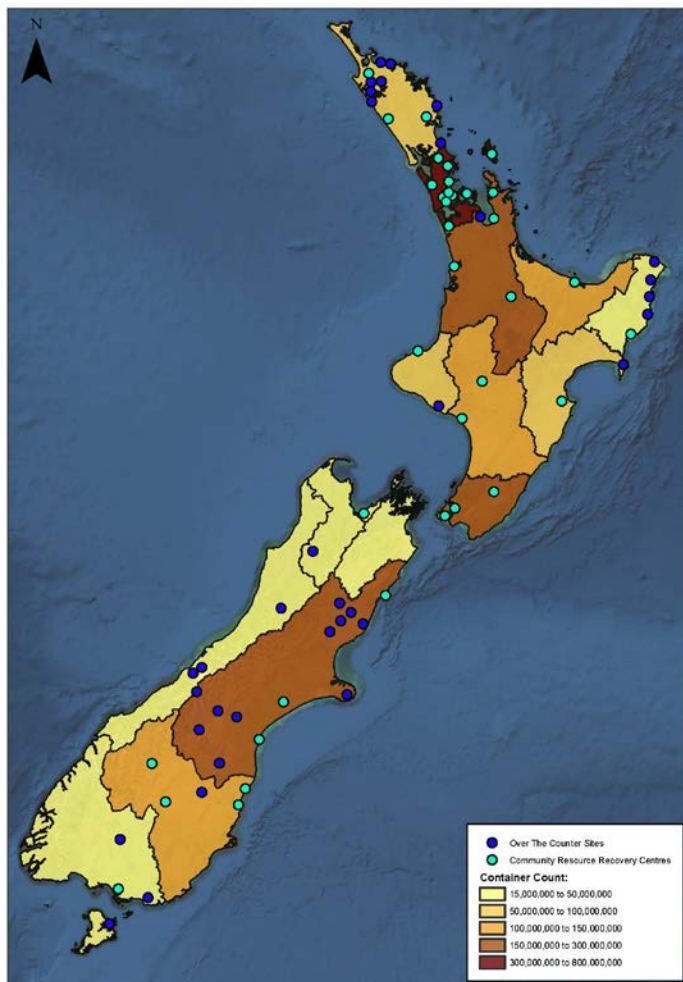 N
Over The Counter Sites
Community Resource Recovery Centres
Container Count:
15,000,000 to 50,000,000
50,000,000 to 100,000,000
100,000,000 to 150,000,000
150,000,000 to 300,000,000
300,000,000 to 800,000,000